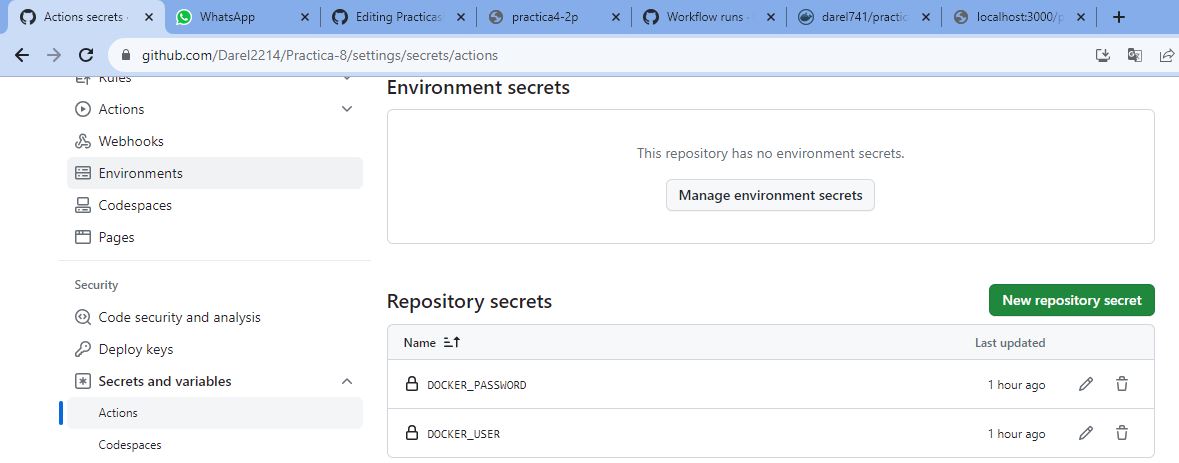 Actions secrets ·
WhatsApp
Editing Practicas
practica4-2p
Workflow runs ·
darel741/practic
localhost:3000/p
github.com/Darel2214/Practica-8/settings/secrets/actions
Rules
Actions
Webhooks
Environments
Codespaces
Pages
Security
Code security and analysis
Deploy keys
Secrets and variables
Actions
Codespaces
Environment secrets
This repository has no environment secrets.
Manage environment secrets
Repository secrets
New repository secret
Name
Last updated
DOCKER_PASSWORD
1 hour ago
DOCKER_USER
1 hour ago